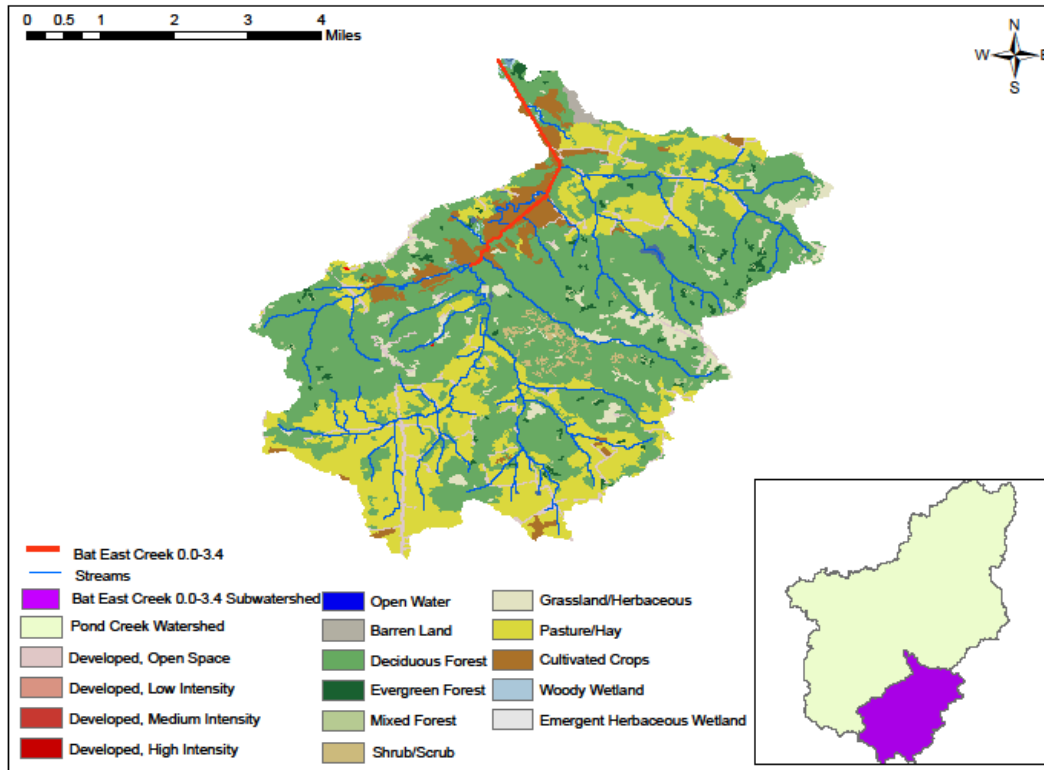 0 0.5 1 2 3 4
Miles
N
W E
S
Bat East Creek 0.0-3.4
Streams
Bat East Creek 0.0-3.4 Subwatershed
Pond Creek Watershed
Developed, Open Space
Developed, Low Intensity
Developed, Medium Intensity
Developed, High Intensity
Open Water
Barren Land
Deciduous Forest
Evergreen Forest
Mixed Forest
Shrub/Scrub
Grassland/Herbaceous
Pasture/Hay
Cultivated Crops
Woody Wetland
Emergent Herbaceous Wetland